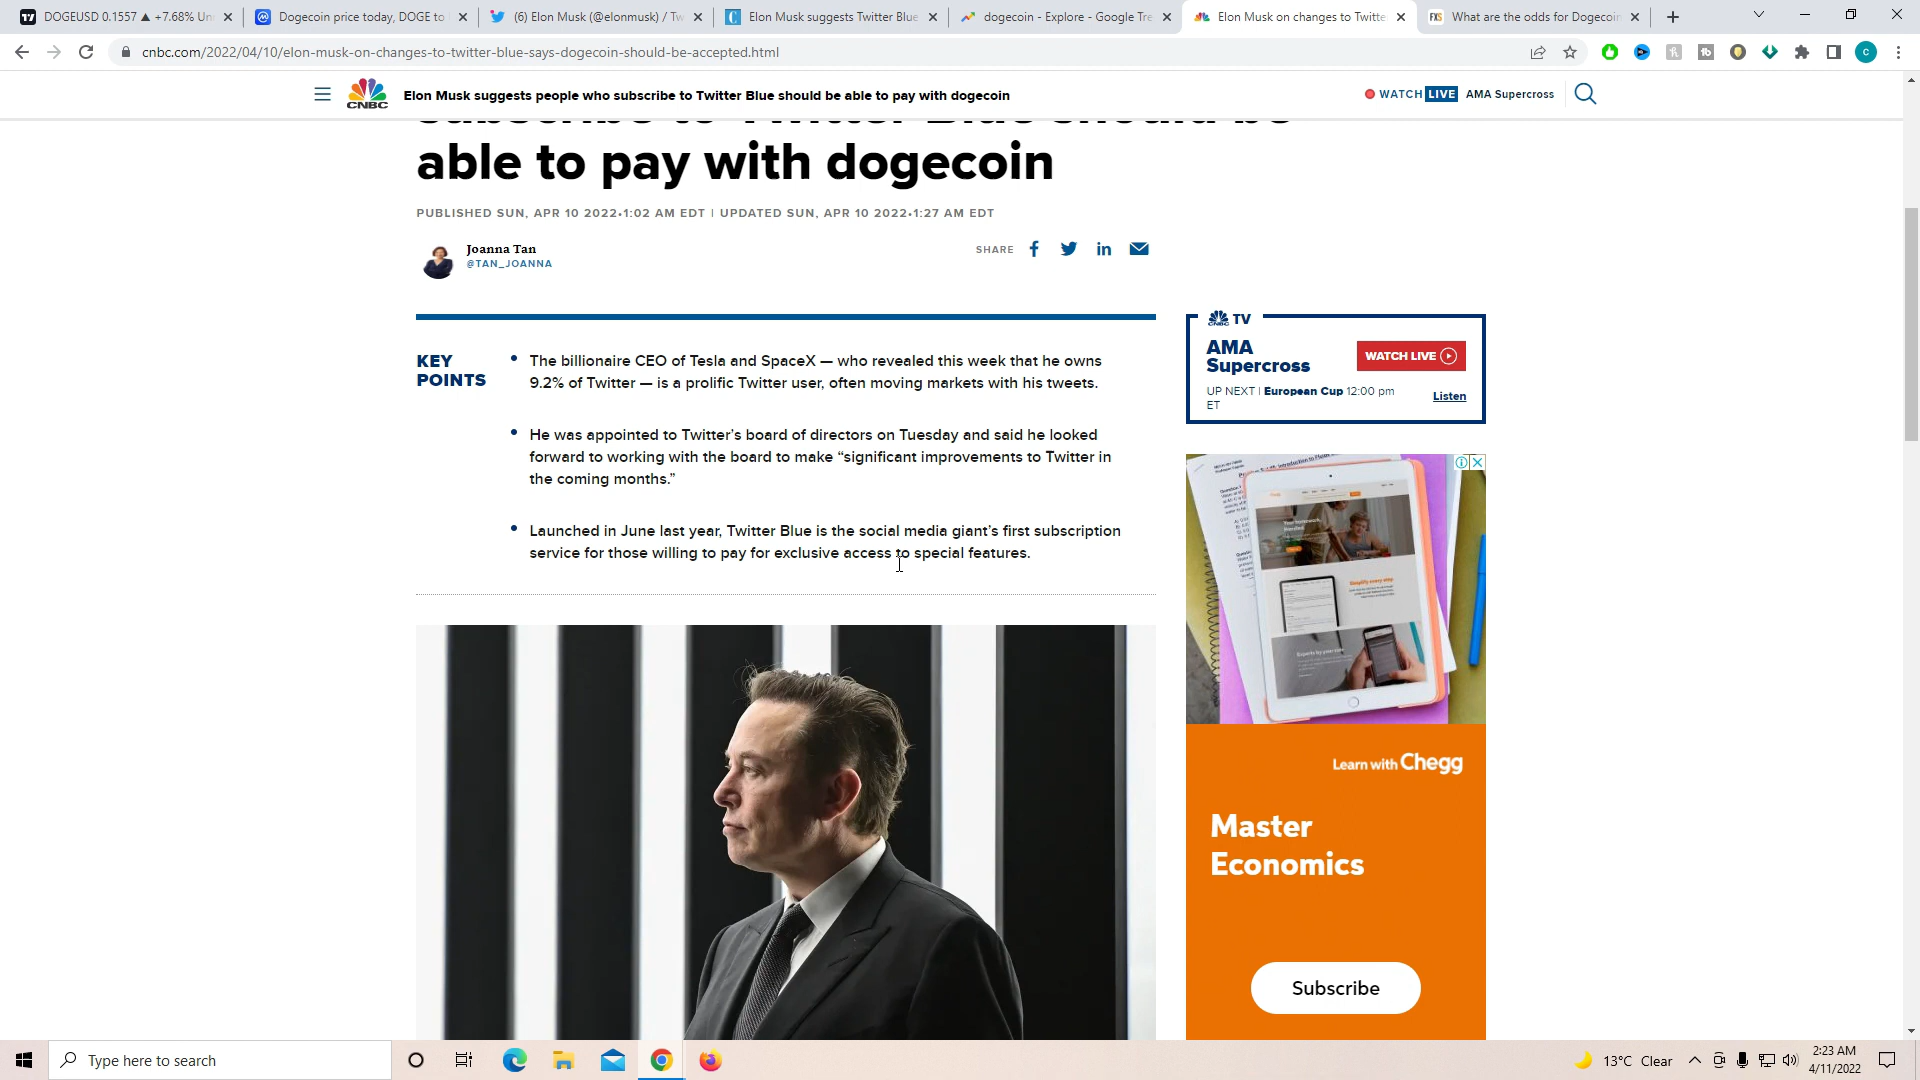 DOGEUSD 0.1557 ▲ +7.68% Un
Dogecoin price today, DOGE to
(6) Elon Musk (@elonmusk) / Tw
Elon Musk suggests Twitter Blue
dogecoin - Explore - Google Tre
Elon Musk on changes to Twitte
What are the odds for Dogecoin
cnbc.com/2022/04/10/elon-musk-on-changes-to-twitter-blue-says-dogecoin-should-be-accepted.html
CNBC
Elon Musk suggests people who subscribe to Twitter Blue should be able to pay with dogecoin
WATCH LIVE AMA Supercross
subscribe to Twitter Blue should be
able to pay with dogecoin
PUBLISHED SUN, APR 10 2022•1:02 AM EDT | UPDATED SUN, APR 10 2022•1:27 AM EDT
Joanna Tan
@TAN_JOANNA
SHARE
KEY
POINTS
The billionaire CEO of Tesla and SpaceX — who revealed this week that he owns
9.2% of Twitter — is a prolific Twitter user, often moving markets with his tweets.
He was appointed to Twitter’s board of directors on Tuesday and said he looked
forward to working with the board to make “significant improvements to Twitter in
the coming months.”
Launched in June last year, Twitter Blue is the social media giant’s first subscription
service for those willing to pay for exclusive access to special features.
CNBC TV
AMA
Supercross
WATCH LIVE
UP NEXT | European Cup 12:00 pm
ET
Listen
Learn with Chegg
Master
Economics
Subscribe
Type here to search
13°C Clear
2:23 AM
4/11/2022